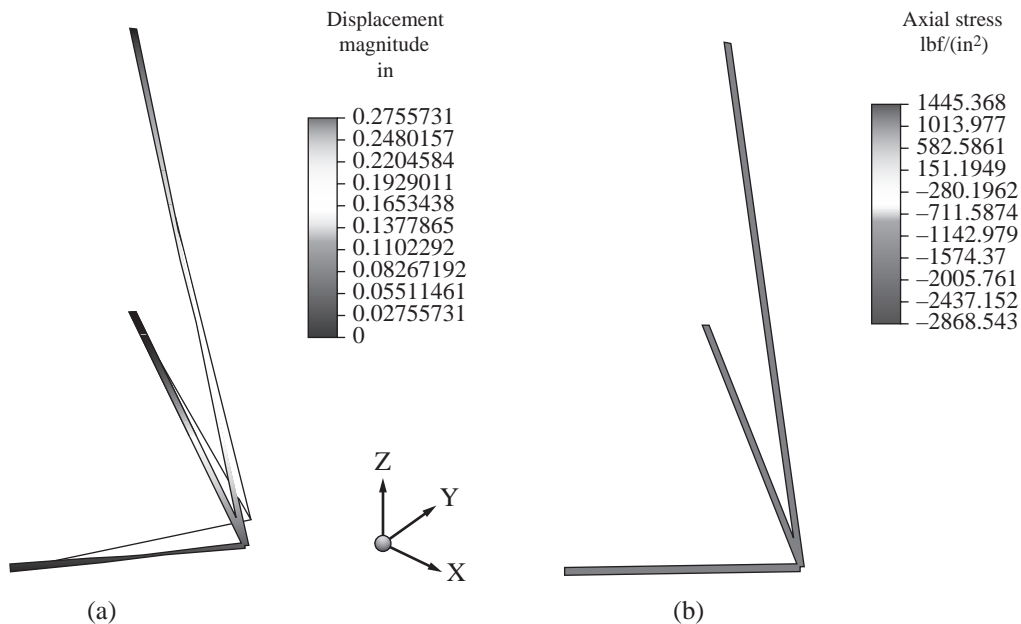 Displacement
magnitude
in
0.2755731
0.2480157
0.2204584
0.1929011
0.1653438
0.1377865
0.1102292
0.08267192
0.05511461
0.02755731
0
Z
Y
X
(a)
Axial stress
lbf/(in²)
1445.368
1013.977
582.5861
151.1949
–280.1962
–711.5874
–1142.979
–1574.37
–2005.761
–2437.152
–2868.543
(b)